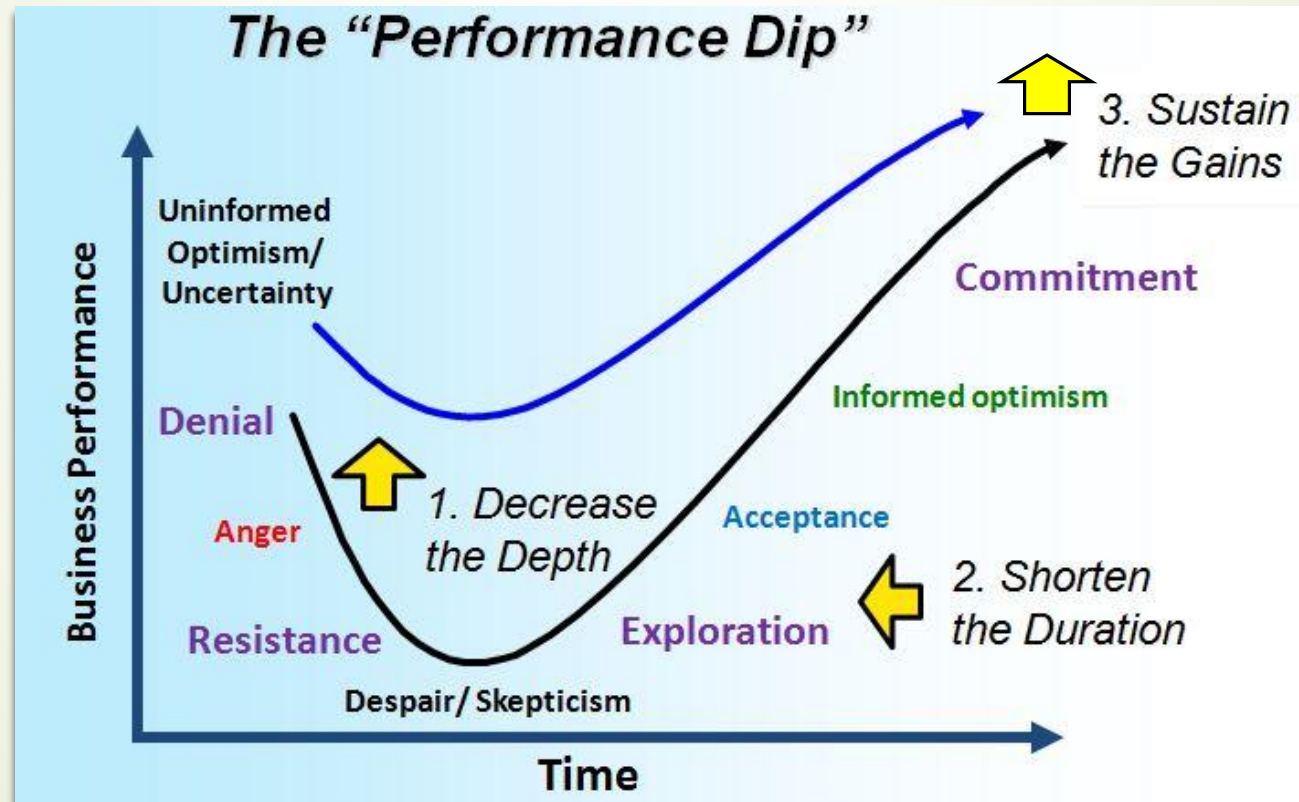 The “Performance Dip”
Uninformed
Optimism/
Uncertainty
3. Sustain
the Gains
Commitment
Informed optimism
Denial
1. Decrease
the Depth
Anger
Acceptance
2. Shorten
the Duration
Resistance
Exploration
Despair/ Skepticism
Business Performance
Time